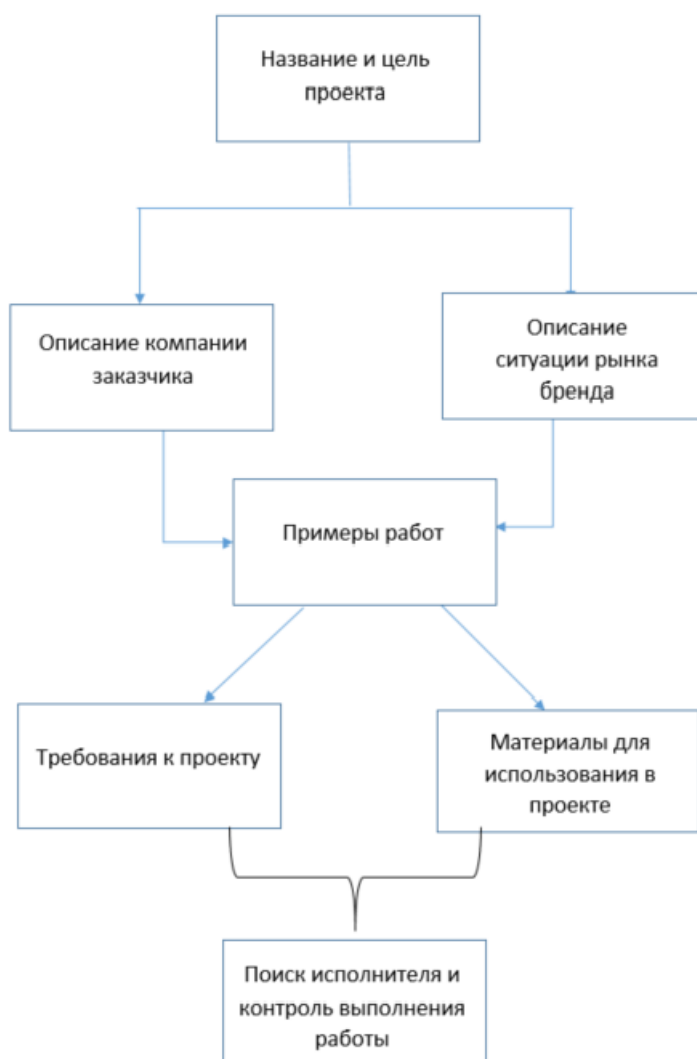 Название и цель
проекта
Описание компании
заказчика
Описание
ситуации рынка
бренда
Примеры работ
Требования к проекту
Материалы для
использования в
проекте
Поиск исполнителя и
контроль выполнения
работы